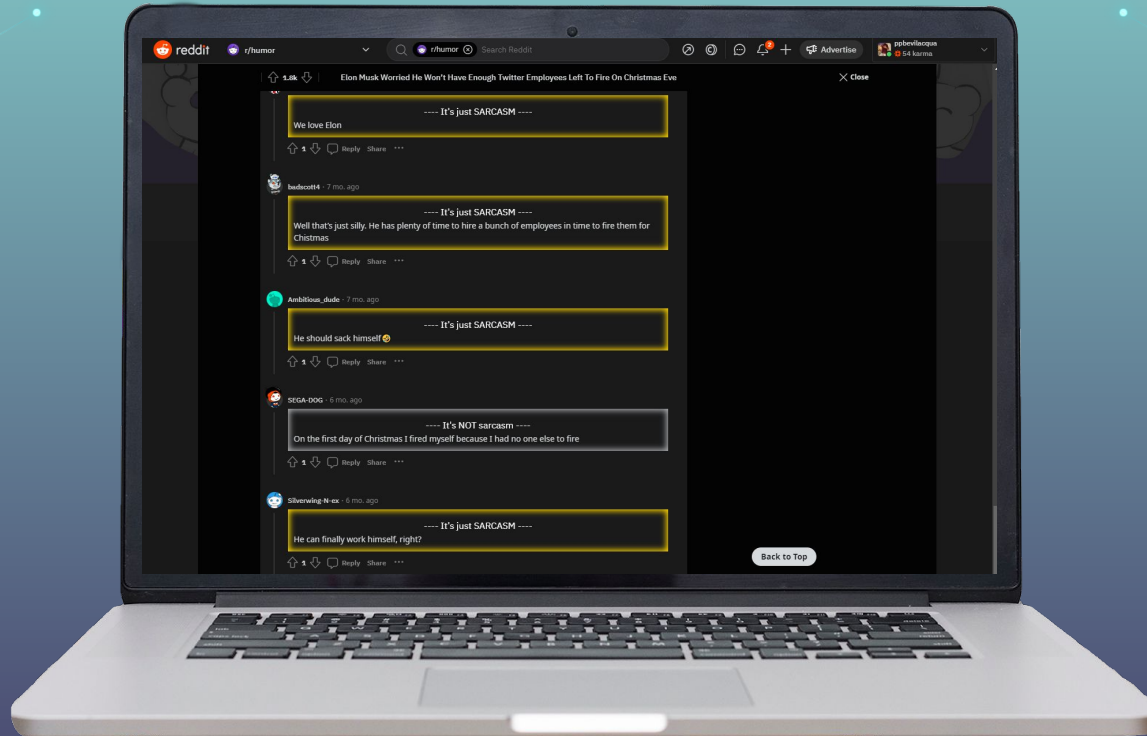 reddit r/humor r/humor Search Reddit 2 Advertise ppbevilacqua
54 karma
1.8k Elon Musk Worried He Won't Have Enough Twitter Employees Left To Fire On Christmas Eve Close
---- It's just SARCASM ----
We love Elon
1 Reply Share
badscott4 · 7 mo. ago
---- It's just SARCASM ----
Well that's just silly. He has plenty of time to hire a bunch of employees in time to fire them for
Chistmas
1 Reply Share
Ambitious_dude · 7 mo. ago
---- It's just SARCASM ----
He should sack himself🤣
1 Reply Share
SEGA-DOG · 6 mo. ago
---- It's NOT sarcasm ----
On the first day of Christmas I fired myself because I had no one else to fire
1 Reply Share
Silverwing-N-ex · 6 mo. ago
---- It's just SARCASM ----
He can finally work himself, right?
Back to Top
1 Reply Share